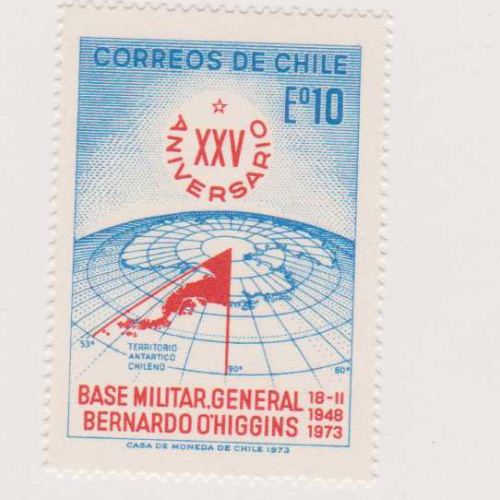 CORREOS DE CHILE
Eº10
XXV
ANIVERSARIO
53°
TERRITORIO
ANTARTICO
CHILENO
90°
60°
BASE MILITAR, GENERAL
BERNARDO O'HIGGINS
18-II
1948
1973
CASA DE MONEDA DE CHILE 1973